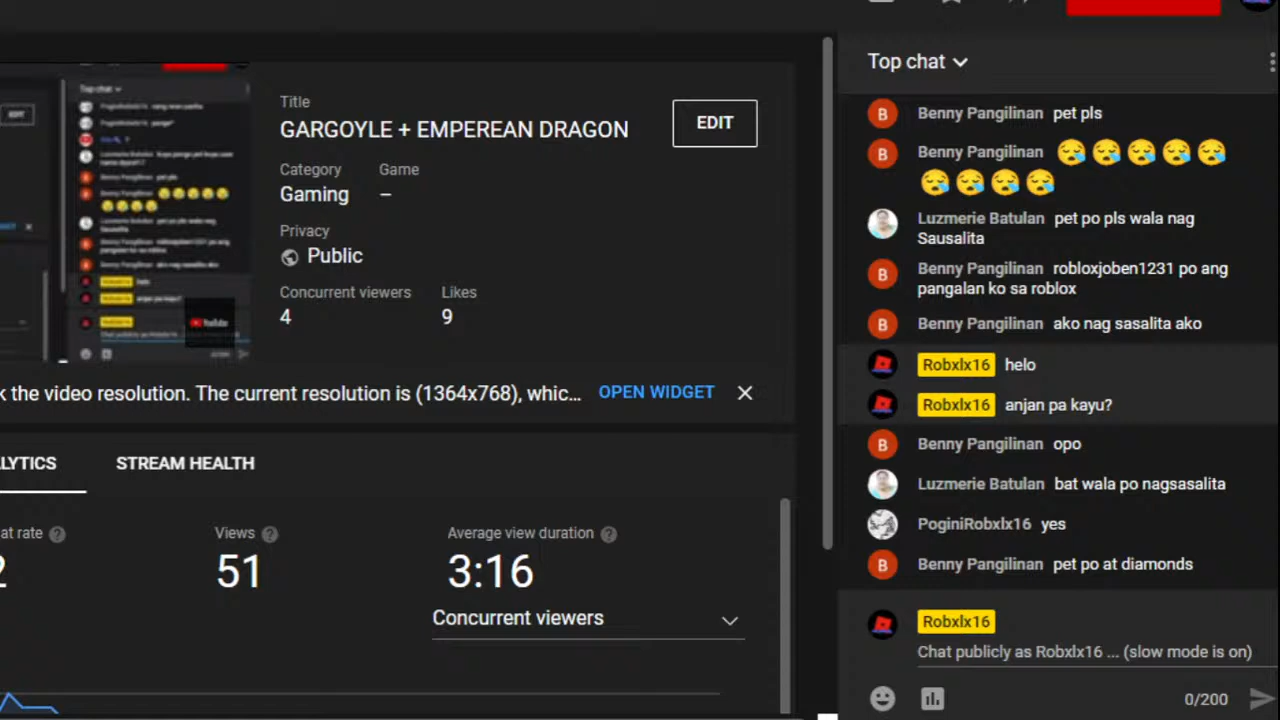 Title
GARGOYLE + EMPEREAN DRAGON
EDIT
Category
Game
Gaming
–
Privacy
Public
Concurrent viewers
Likes
4
9
k the video resolution. The current resolution is (1364x768), whic...
OPEN WIDGET
LYTICS
STREAM HEALTH
at rate
Views
Average view duration
2
51
3:16
Concurrent viewers
Top chat
Benny Pangilinan pet pls
Benny Pangilinan 😪😪😪😪😪
😪😪😪😪
Luzmerie Batulan pet po pls wala nag
Sausalita
Benny Pangilinan robloxjoben1231 po ang
pangalan ko sa roblox
Benny Pangilinan ako nag sasalita ako
Robxlx16 helo
Robxlx16 anjan pa kayu?
Benny Pangilinan opo
Luzmerie Batulan bat wala po nagsasalita
PoginiRobxlx16 yes
Benny Pangilinan pet po at diamonds
Robxlx16
Chat publicly as Robxlx16 ... (slow mode is on)
0/200